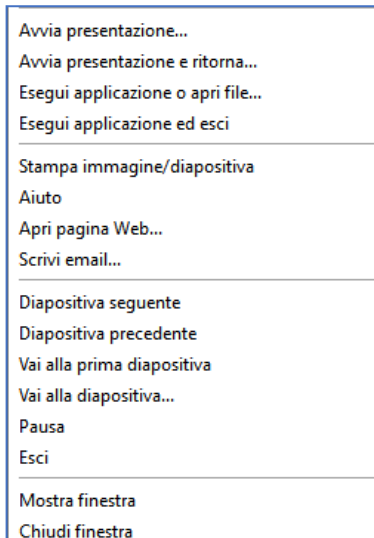 Avvia presentazione...
Avvia presentazione e ritorna...
Esegui applicazione o apri file...
Esegui applicazione ed esci
Stampa immagine/diapositiva
Aiuto
Apri pagina Web...
Scrivi email...
Diapositiva seguente
Diapositiva precedente
Vai alla prima diapositiva
Vai alla diapositiva...
Pausa
Esci
Mostra finestra
Chiudi finestra